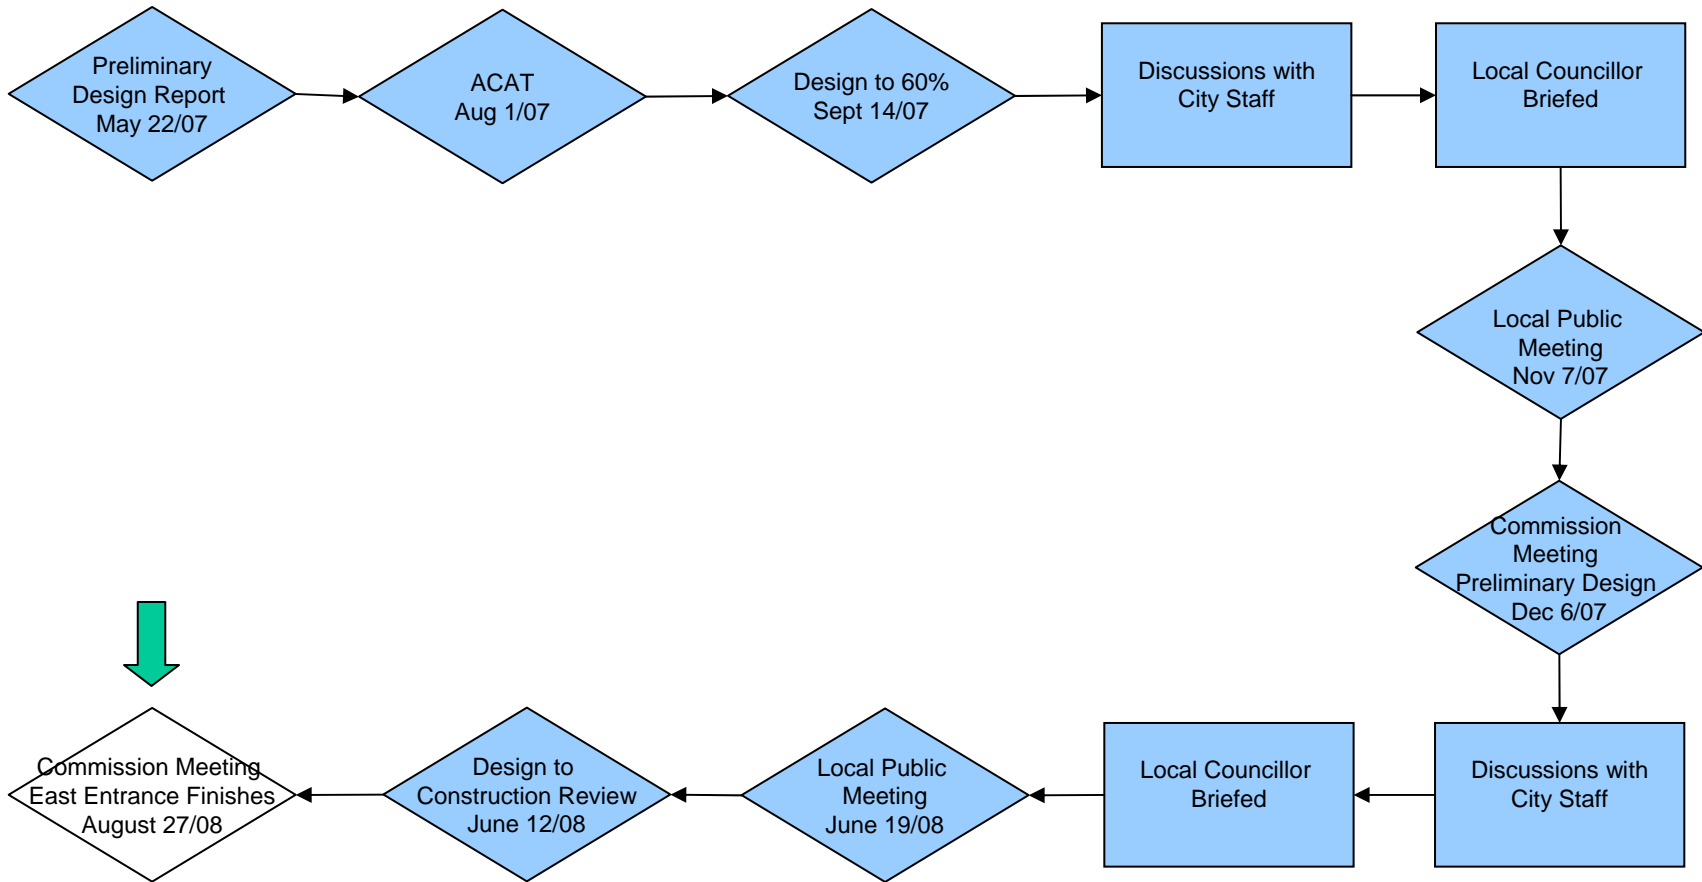 Preliminary
Design Report
May 22/07
ACAT
Aug 1/07
Design to 60%
Sept 14/07
Discussions with
City Staff
Local Councillor
Briefed
Local Public
Meeting
Nov 7/07
Commission
Meeting
Preliminary Design
Dec 6/07
Discussions with
City Staff
Local Councillor
Briefed
Local Public
Meeting
June 19/08
Design to
Construction Review
June 12/08
Commission Meeting
East Entrance Finishes
August 27/08